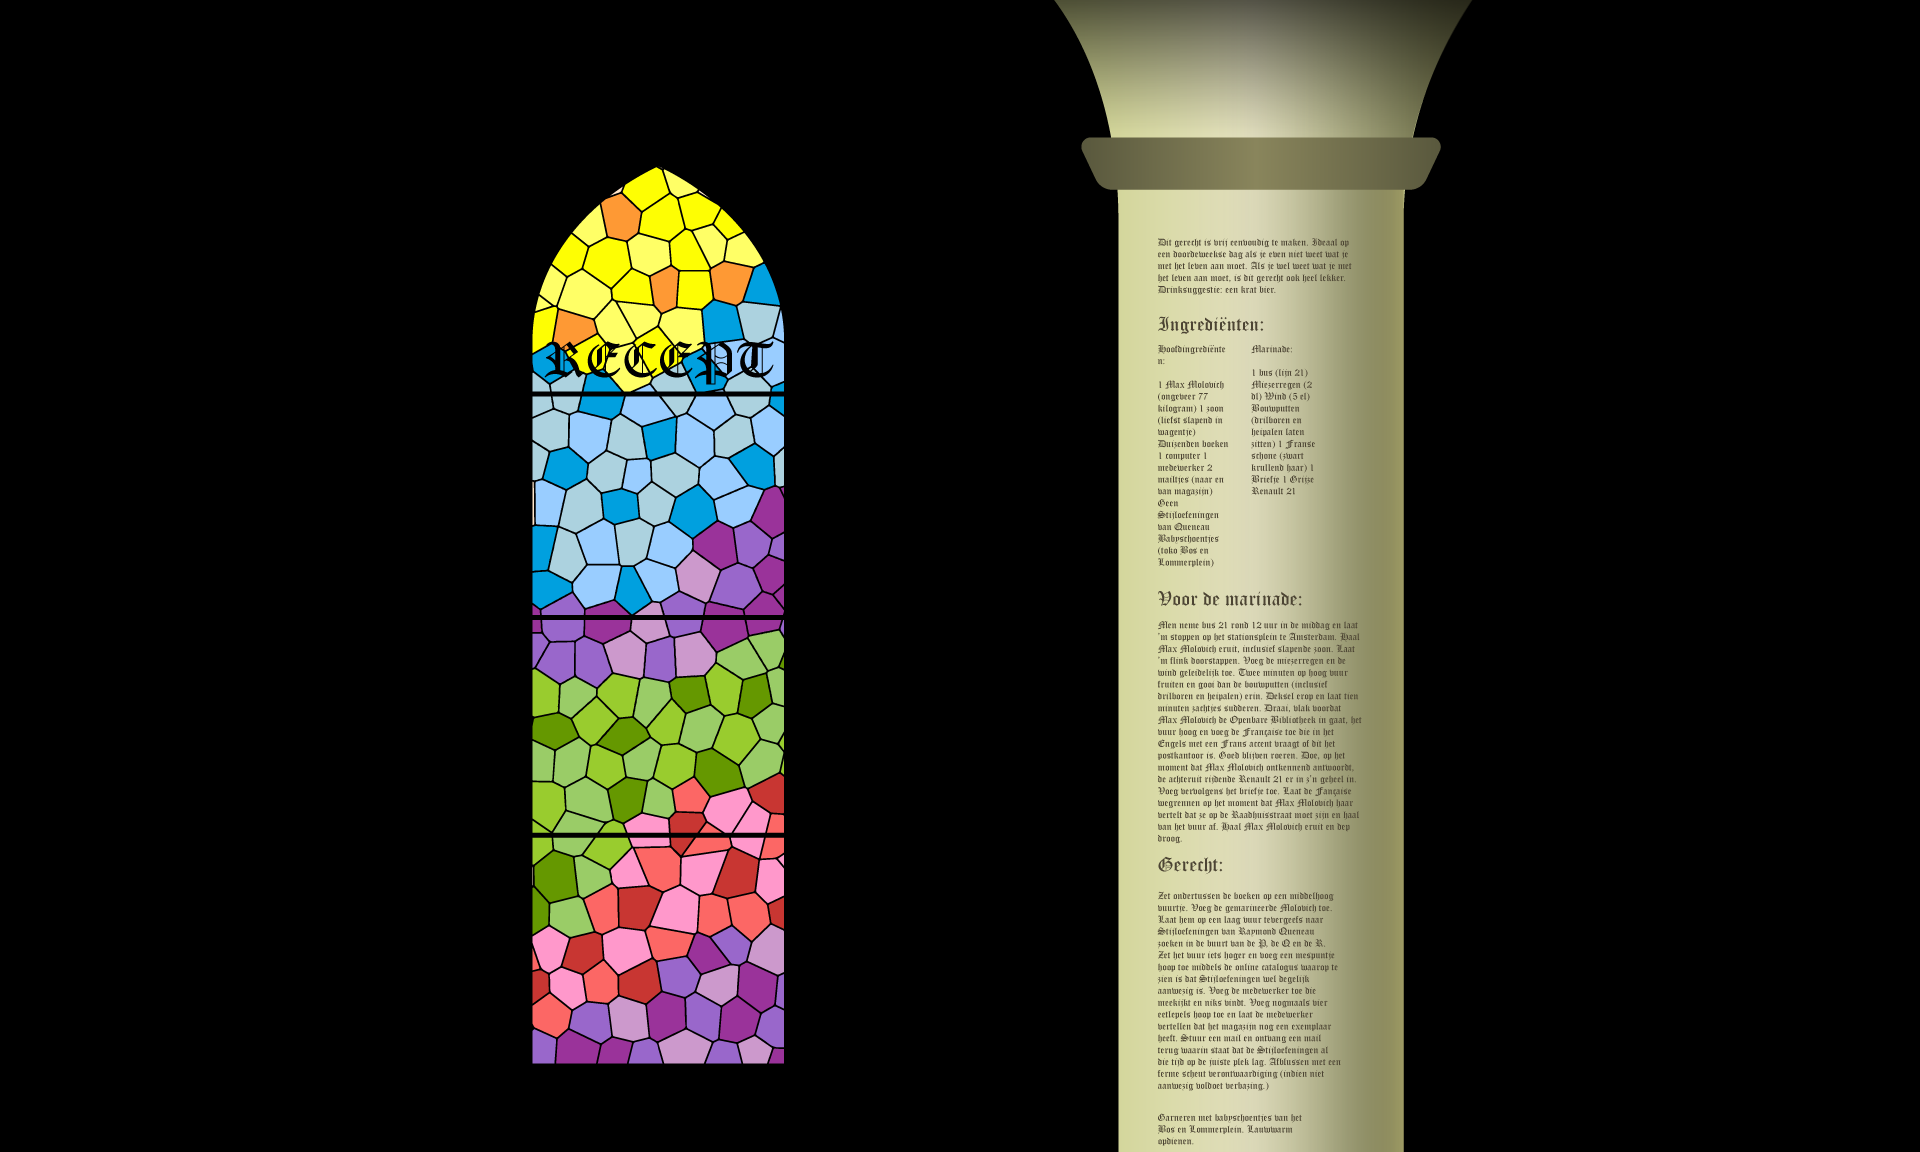 RECEPT
Dit gerecht is vrij eenvoudig te maken. Ideaal op
een doordeweekse dag als je even niet weet wat je
met het leven aan moet. Als je wel weet wat je met
het leven aan moet, is dit gerecht ook heel lekker.
Drinksuggestie: een krat bier.
Ingrediënten:
Hoofdingrediënte
n:
1 Max Molovich
(ongeveer 77
kilogram) 1 zoon
(liefst slapend in
wagentje)
Duizenden boeken
1 computer 1
medewerker 2
mailtjes (naar en
van magazijn)
Geen
Stijloefeningen
van Queneau
Babyschoentjes
(toko Bos en
Lommerplein)
Marinade:
1 bus (lijn 21)
Miezerregen (2
dl) Wind (5 el)
Bouwputten
(drilboren en
heipalen laten
zitten) 1 Franse
schone (zwart
krullend haar) 1
Briefje 1 Grijze
Renault 21
Voor de marinade:
Men neme bus 21 rond 12 uur in de middag en laat
'm stoppen op het stationsplein te Amsterdam. Haal
Max Molovich eruit, inclusief slapende zoon. Laat
'm flink doorstappen. Voeg de miezerregen en de
wind geleidelijk toe. Twee minuten op hoog vuur
fruiten en gooi dan de bouwputten (inclusief
drilboren en heipalen) erin. Deksel erop en laat tien
minuten zachtjes sudderen. Draai, vlak voordat
Max Molovich de Openbare Bibliotheek in gaat, het
vuur hoog en voeg de Française toe die in het
Engels met een Frans accent vraagt of dit het
postkantoor is. Goed blijven roeren. Doe, op het
moment dat Max Molovich ontkennend antwoordt,
de achteruit rijdende Renault 21 er in z'n geheel in.
Voeg vervolgens het briefje toe. Laat de Fançaise
wegrennen op het moment dat Max Molovich haar
vertelt dat ze op de Raadhuisstraat moet zijn en haal
van het vuur af. Haal Max Molovich eruit en dep
droog.
Gerecht:
Zet ondertussen de boeken op een middelhoog
vuurtje. Voeg de gemarineerde Molovich toe.
Laat hem op een laag vuur tevergeefs naar
Stijloefeningen van Raymond Queneau
zoeken in de buurt van de P, de Q en de R.
Zet het vuur iets hoger en voeg een mespuntje
hoop toe middels de online catalogus waarop te
zien is dat Stijloefeningen wel degelijk
aanwezig is. Voeg de medewerker toe die
meekijkt en niks vindt. Voeg nogmaals vier
eetlepels hoop toe en laat de medewerker
vertellen dat het magazijn nog een exemplaar
heeft. Stuur een mail en ontvang een mail
terug waarin staat dat de Stijloefeningen al
die tijd op de juiste plek lag. Afblussen met een
ferme scheut verontwaardiging (indien niet
aanwezig voldoet verbazing.)
Garneren met babyschoentjes van het
Bos en Lommerplein. Lauwwarm
opdienen.